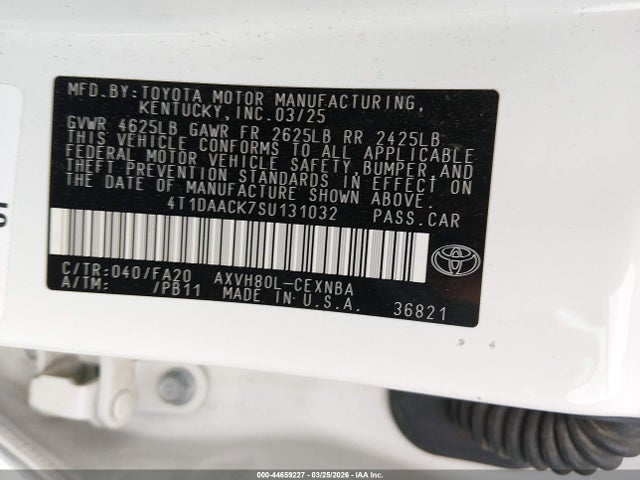 MFD.BY:TOYOTA MOTOR MANUFACTURING,
KENTUCKY,INC.03/25
GVWR 4625LB GAWR FR 2625LB RR 2425LB
THIS VEHICLE CONFORMS TO ALL APPLICABLE
FEDERAL MOTOR VEHICLE SAFETY,BUMPER,AND
THEFT PREVENTION STANDARDS IN EFFECT ON
THE DATE OF MANUFACTURE SHOWN ABOVE.
4T1DAACK7SU131032 PASS.CAR
C/TR:040/FA20 AXVH80L-CEXNBA
A/TM: /PB11 MADE IN U.S.A. 36821
000-44659227 - 03/25/2026 - IAA Inc.